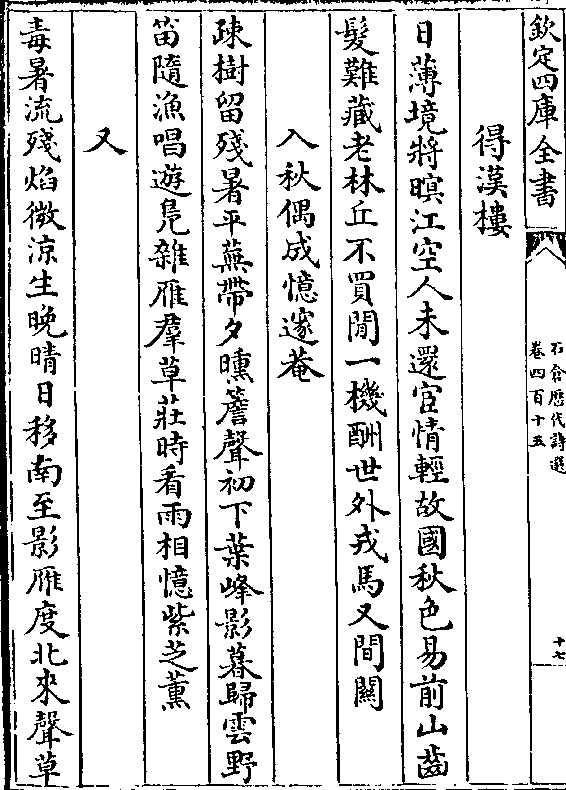 欽定四庫全書
石倉歷代詩選
卷四百十五
十七
得漢樓
日薄境將暝江空人未還宦情輕故國秋色易前山齒
髮難藏老林丘不買閒一機酬世外戎馬又間關
入秋偶成憶邃菴
疎樹留殘暑平蕪帶夕曛簷聲初下葉峰影暮歸雲野
笛隨漁唱遊鳧雜雁羣草莊時看雨相憶紫芝薰
又
毒暑流殘焰微涼生晚晴日移南至影雁度北來聲草